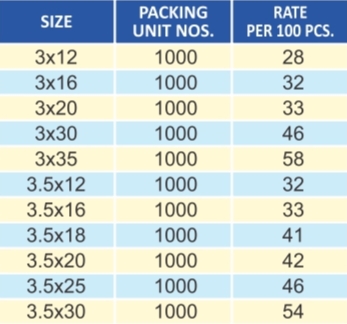 SIZE PACKING UNIT NOS. RATE PER 100 PCS.
3x12 1000 28
3x16 1000 32
3x20 1000 33
3x30 1000 46
3x35 1000 58
3.5x12 1000 32
3.5x16 1000 33
3.5x18 1000 41
3.5x20 1000 42
3.5x25 1000 46
3.5x30 1000 54